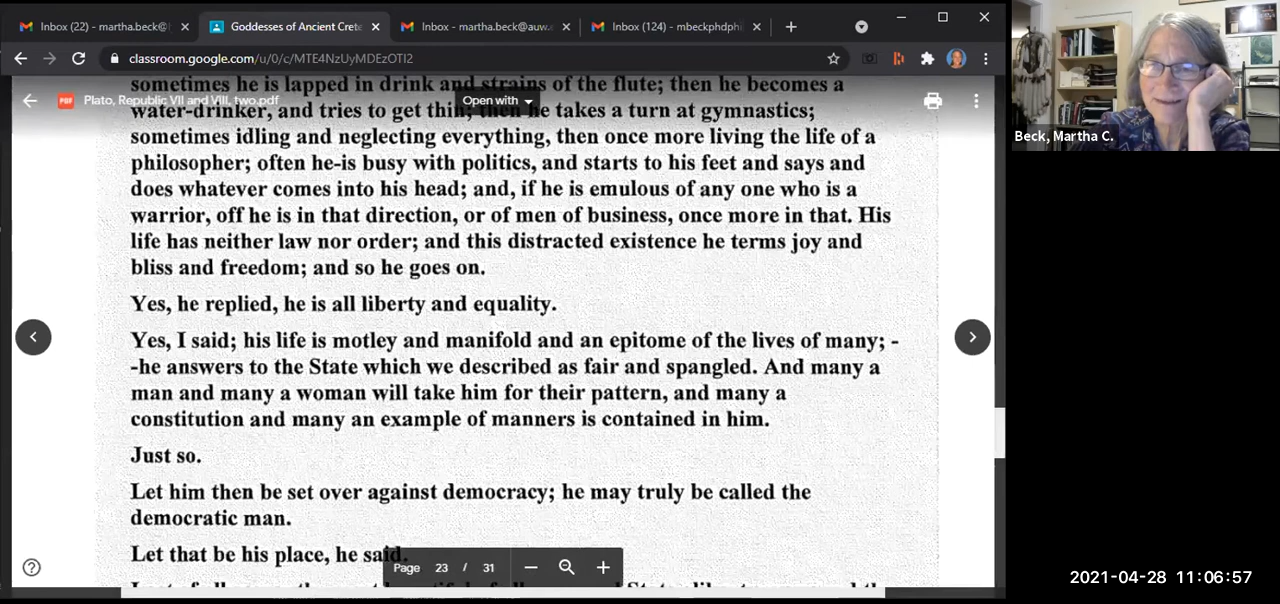 Inbox (22) - martha.beck@
Goddesses of Ancient Crete
Inbox - martha.beck@auw.
Inbox (124) - mbeckphdphi
classroom.google.com/u/0/c/MTE4NzUyMDEzOTI2
sometimes he is lapped in drink and strains of the flute; then he becomes a
Plato, Republic VII and VIII, two.pdf
Open with
water-drinker, and tries to get thin; then he takes a turn at gymnastics;
sometimes idling and neglecting everything, then once more living the life of a
philosopher; often he-is busy with politics, and starts to his feet and says and
does whatever comes into his head; and, if he is emulous of any one who is a
warrior, off he is in that direction, or of men of business, once more in that. His
life has neither law nor order; and this distracted existence he terms joy and
bliss and freedom; and so he goes on.
Yes, he replied, he is all liberty and equality.
Yes, I said; his life is motley and manifold and an epitome of the lives of many; -
-he answers to the State which we described as fair and spangled. And many a
man and many a woman will take him for their pattern, and many a
constitution and many an example of manners is contained in him.
Just so.
Let him then be set over against democracy; he may truly be called the
democratic man.
Let that be his place, he said.
Page 23 / 31
Beck, Martha C.
2021-04-28 11:06:57